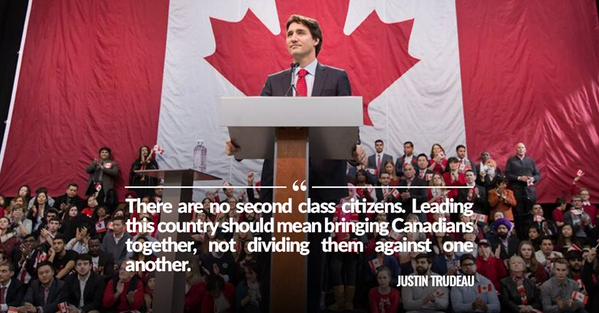 “
There are no second class citizens. Leading
this country should mean bringing Canadians
together, not dividing them against one
another.
JUSTIN TRUDEAU